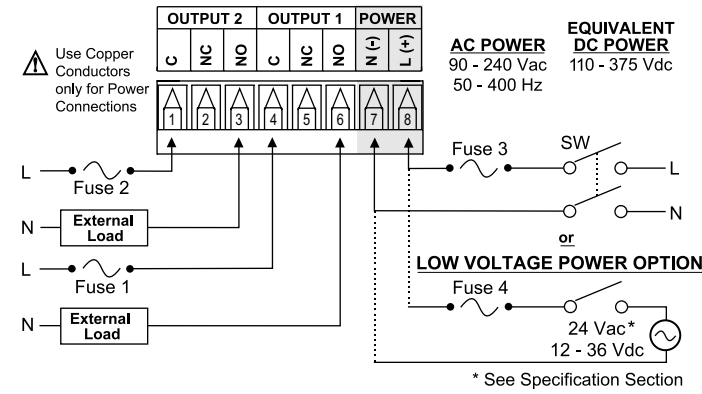 OUTPUT 2 OUTPUT 1 POWER
C NC NO C NC NO N (-) L (+)
1 2 3 4 5 6 7 8
Use Copper
Conductors
only for Power
Connections
AC POWER
90 - 240 Vac
50 - 400 Hz
EQUIVALENT
DC POWER
110 - 375 Vdc
L
Fuse 2
N
External
Load
L
Fuse 1
N
External
Load
Fuse 3
SW
L
N
or
LOW VOLTAGE POWER OPTION
Fuse 4
24 Vac*
12 - 36 Vdc
* See Specification Section